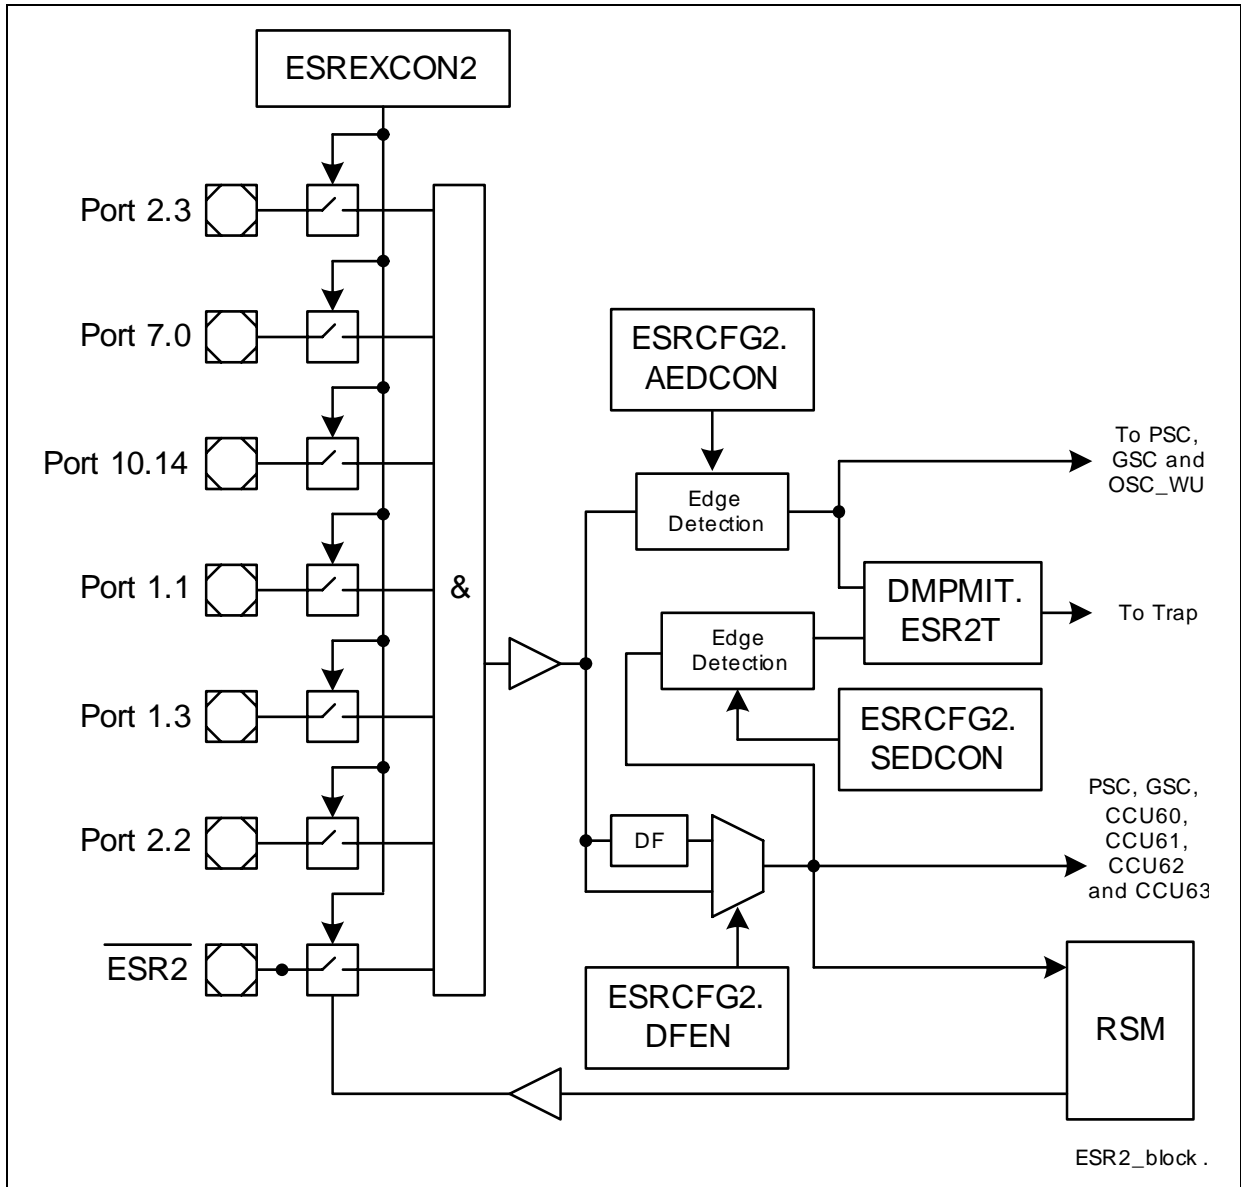 ESREXCON2
Port 2.3
Port 7.0
ESRCFG2.
AEDCON
Port 10.14
To PSC,
GSC and
OSC_WU
Edge
Detection
Port 1.1
&
DMPMIT.
ESR2T
To Trap
Edge
Detection
Port 1.3
ESRCFG2.
SEDCON
Port 2.2
DF
PSC, GSC,
CCU60,
CCU61,
CCU62
and CCU63
ESR2
ESRCFG2.
DFEN
RSM
ESR2_block .